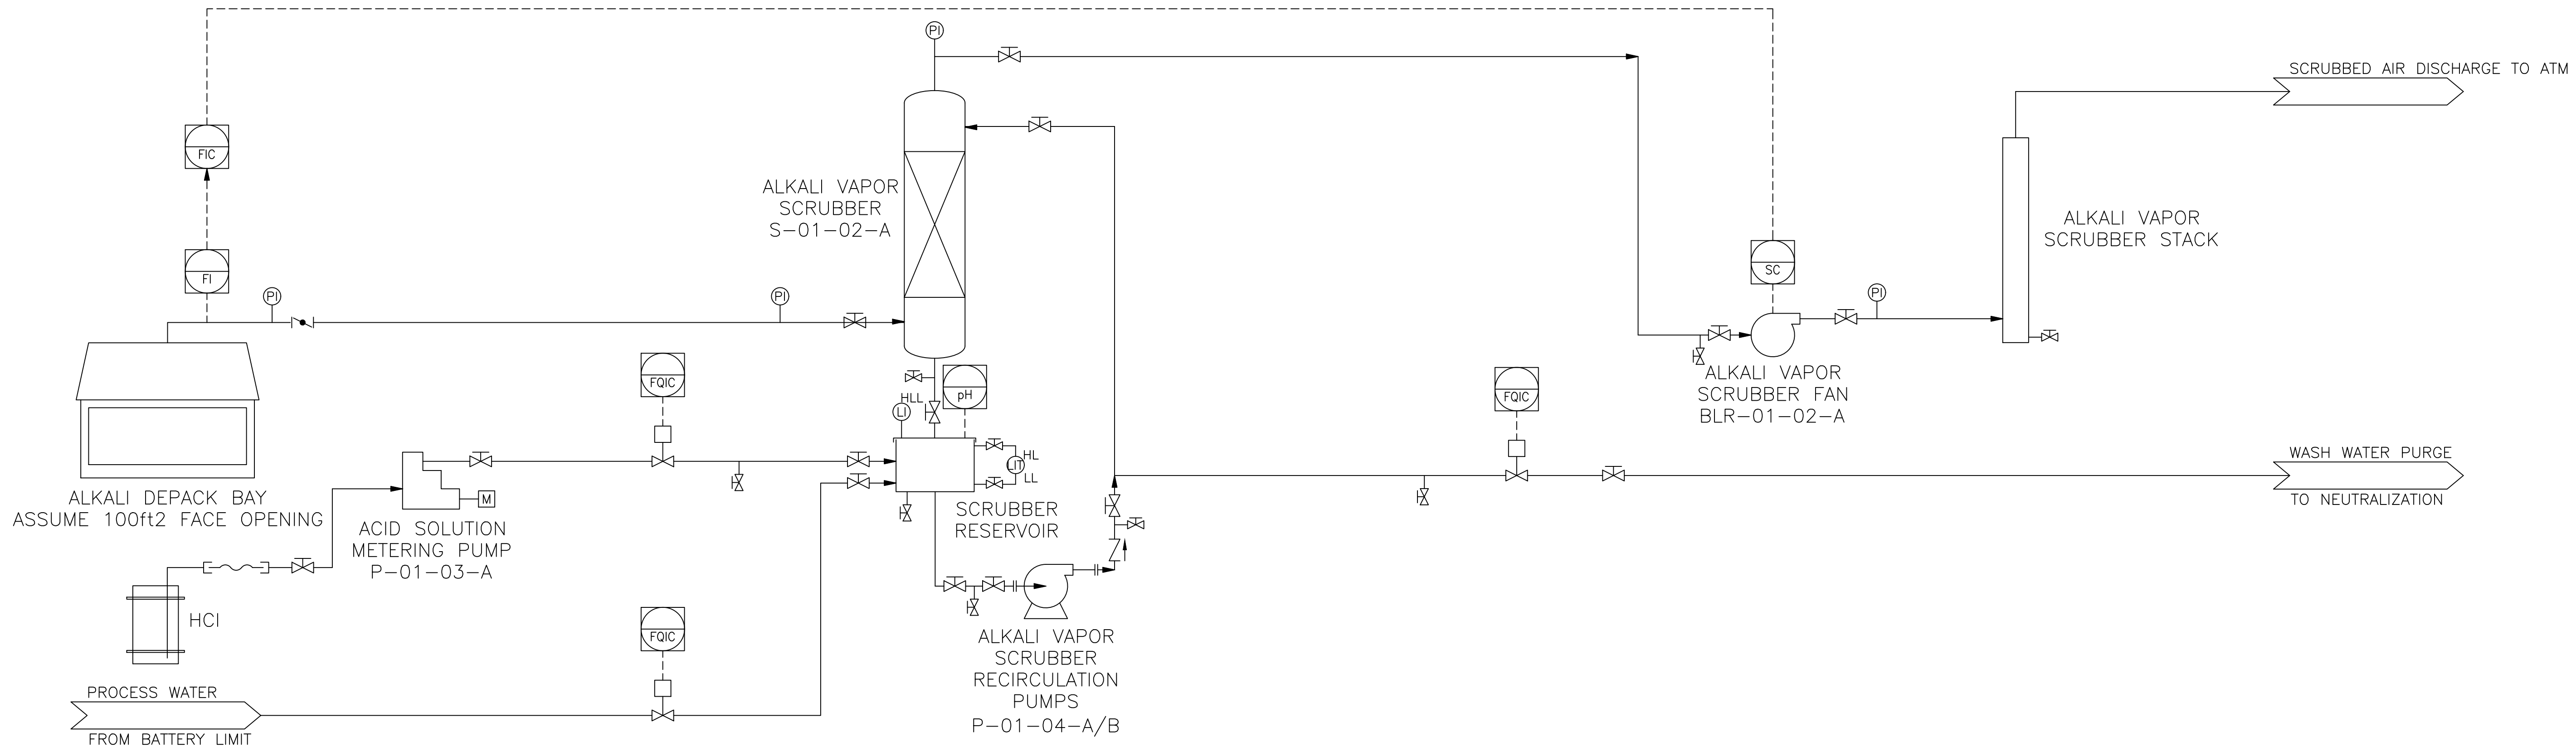 PI
SCRUBBED AIR DISCHARGE TO ATM
FIC
ALKALI VAPOR
SCRUBBER
S-01-02-A
ALKALI VAPOR
SCRUBBER STACK
FI
SC
PI
PI
PI
ALKALI VAPOR
SCRUBBER FAN
BLR-01-02-A
FQIC
pH
FQIC
HLL
LI
HL
LIT
LL
WASH WATER PURGE
TO NEUTRALIZATION
M
ALKALI DEPACK BAY
ASSUME 100ft2 FACE OPENING
ACID SOLUTION
METERING PUMP
P-01-03-A
SCRUBBER
RESERVOIR
HCl
FQIC
ALKALI VAPOR
SCRUBBER
RECIRCULATION
PUMPS
P-01-04-A/B
PROCESS WATER
FROM BATTERY LIMIT